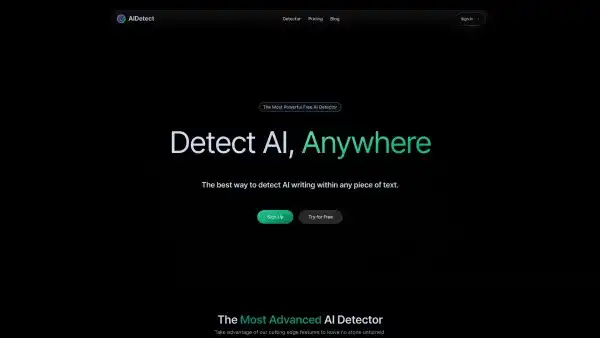 AiDetect
Detector Pricing Blog
Sign in
The Most Powerful Free AI Detector
Detect AI, Anywhere
The best way to detect AI writing within any piece of text.
Sign Up
Try for Free
The Most Advanced AI Detector
Take advantage of our cutting edge features to leave no stone unturned